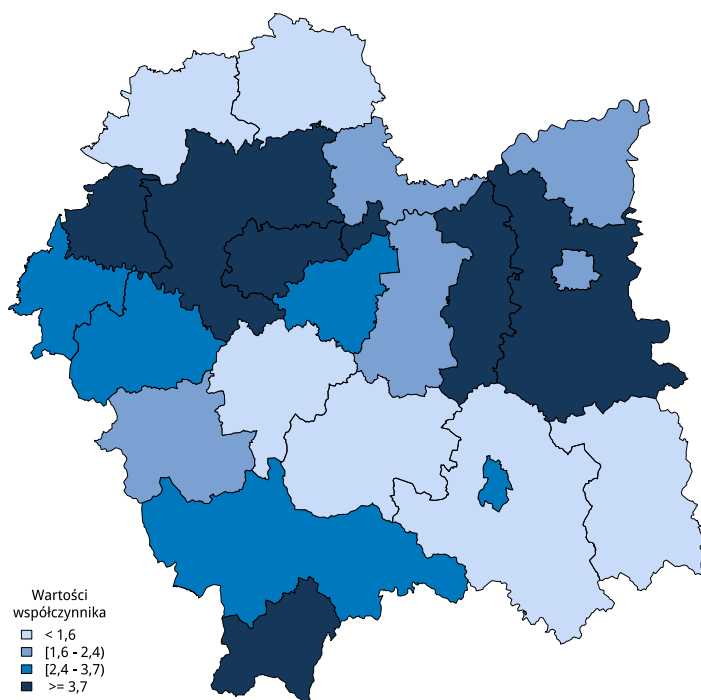 Wartości
współczynnika
< 1,6
[1,6 - 2,4)
[2,4 - 3,7)
>= 3,7